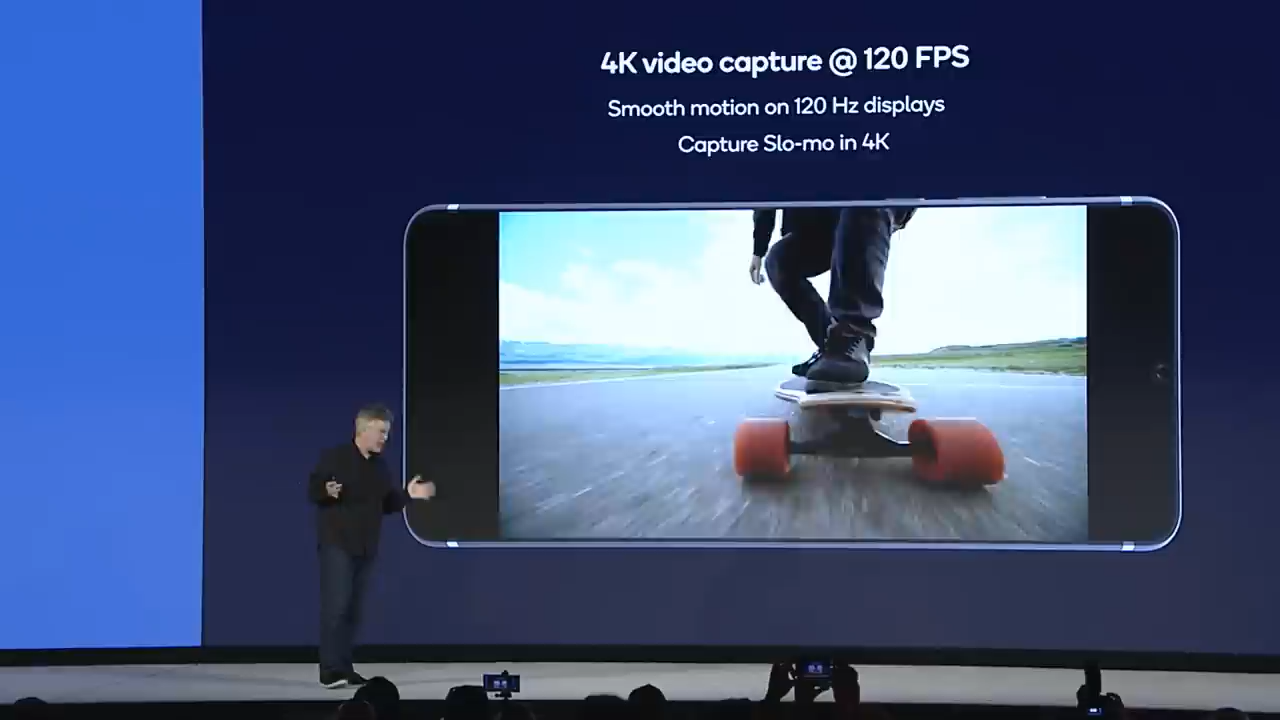 4K video capture @ 120 FPS
Smooth motion on 120 Hz displays
Capture Slo-mo in 4K